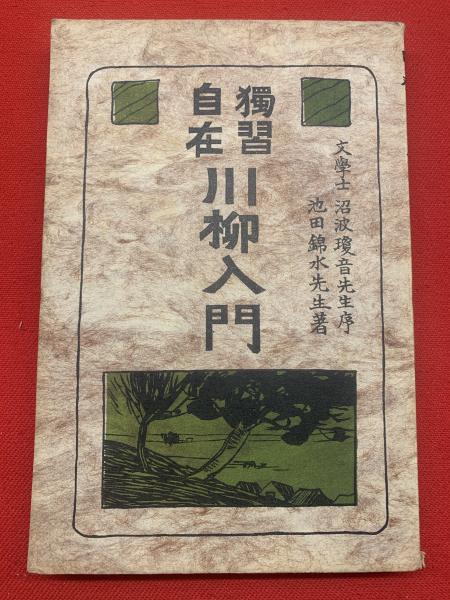 獨習
自在
川柳入門
文學士 沼波瓊音先生序
池田錦水先生著